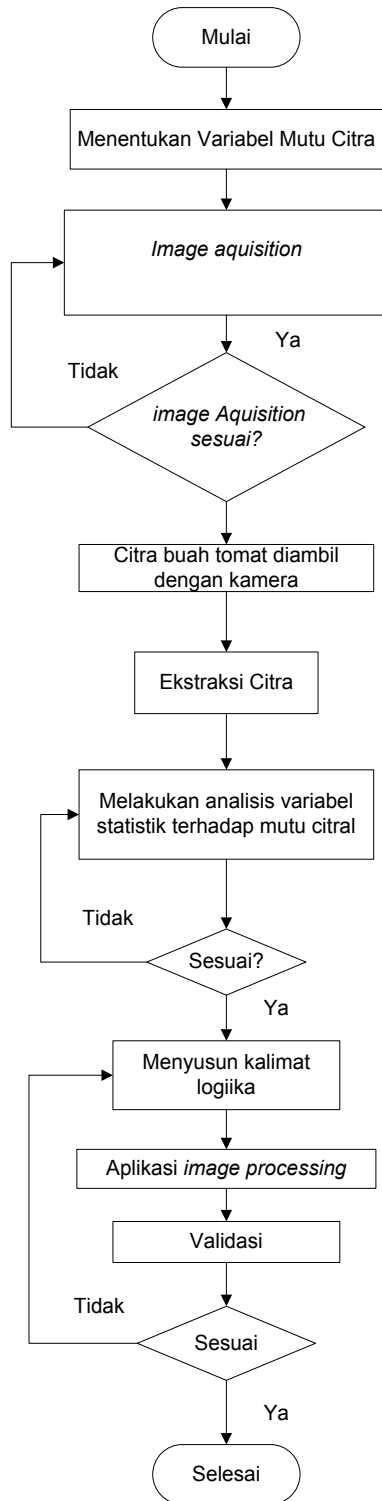 Mulai
Menentukan Variabel Mutu Citra
Image aquisition
Ya
Tidak
image Aquisition
sesuai?
Citra buah tomat diambil
dengan kamera
Ekstraksi Citra
Melakukan analisis variabel
statistik terhadap mutu citral
Tidak
Sesuai?
Ya
Menyusun kalimat
logiika
Aplikasi image processing
Validasi
Tidak
Sesuai
Ya
Selesai